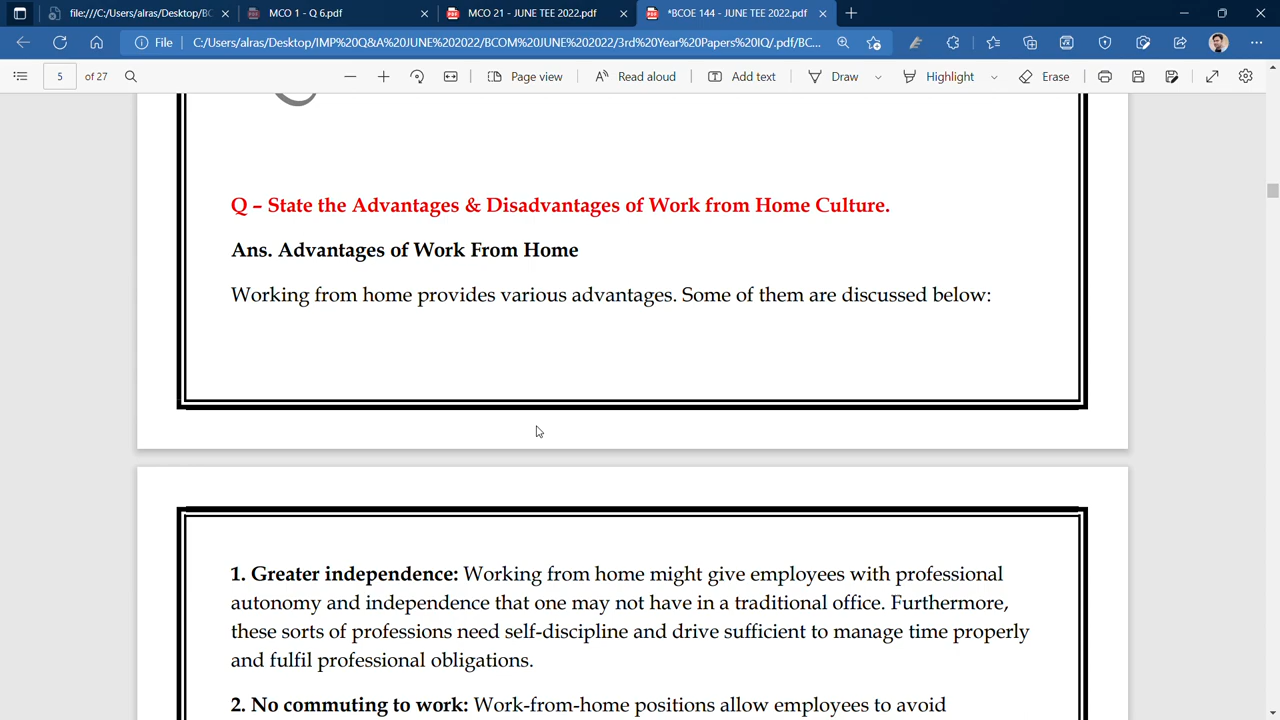 file:///C:/Users/alras/Desktop/BC
MCO 1 - Q 6.pdf
MCO 21 - JUNE TEE 2022.pdf
*BCOE 144 - JUNE TEE 2022.pdf
File
C:/Users/alras/Desktop/IMP%20Q&A%20JUNE%202022/BCOM%20JUNE%202022/3rd%20Year%20Papers%20IQ/.pdf/BC...
5 of 27
Page view
Read aloud
Add text
Draw
Highlight
Erase
Q – State the Advantages & Disadvantages of Work from Home Culture.
Ans. Advantages of Work From Home
Working from home provides various advantages. Some of them are discussed below:
1. Greater independence: Working from home might give employees with professional
autonomy and independence that one may not have in a traditional office. Furthermore,
these sorts of professions need self-discipline and drive sufficient to manage time properly
and fulfil professional obligations.
2. No commuting to work: Work-from-home positions allow employees to avoid